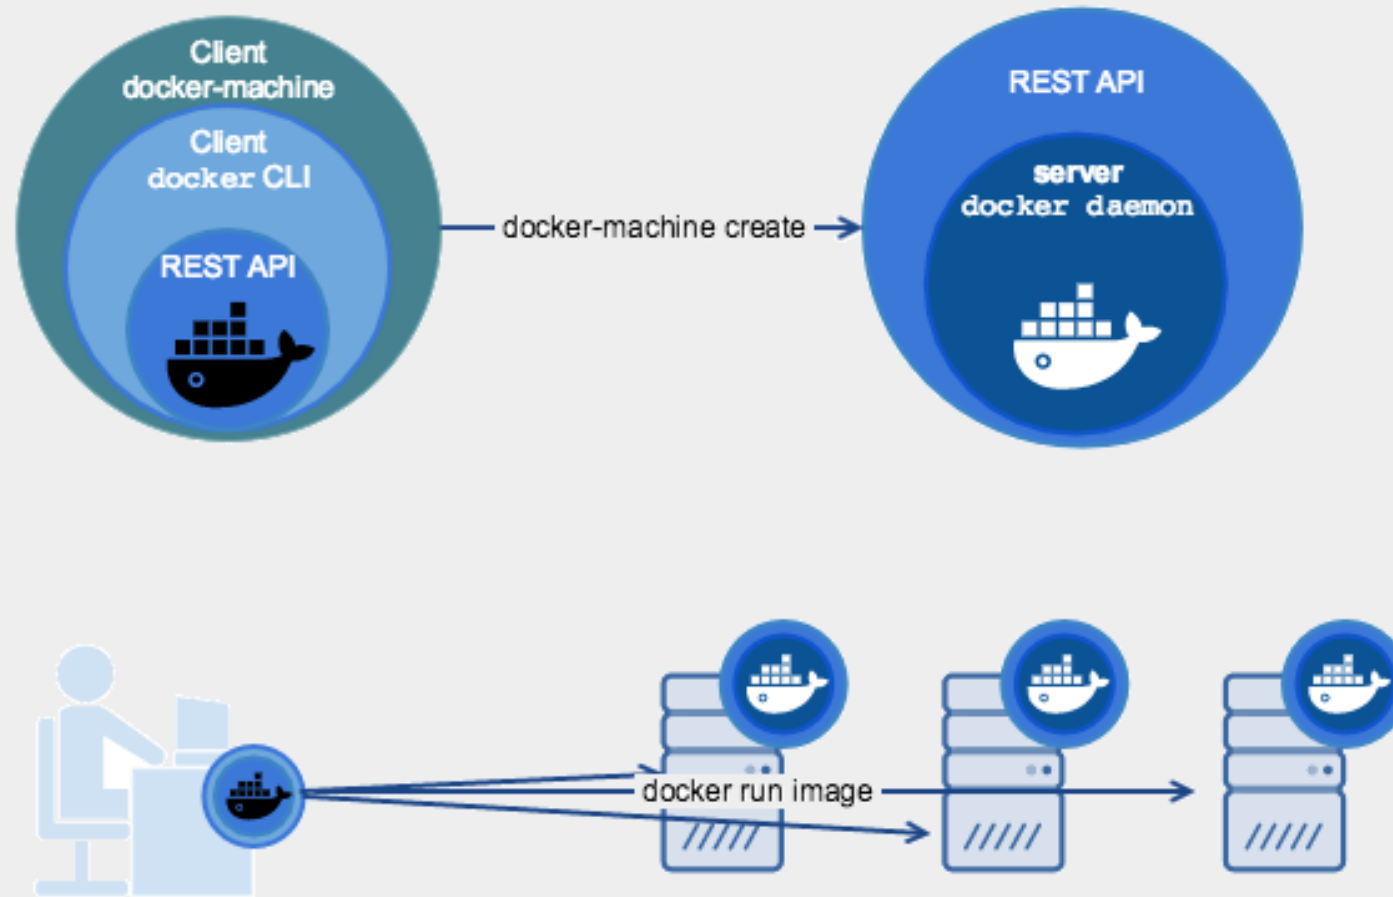 Client
docker-machine
Client
docker CLI
REST API
docker-machine create
REST API
server
docker daemon
docker run image